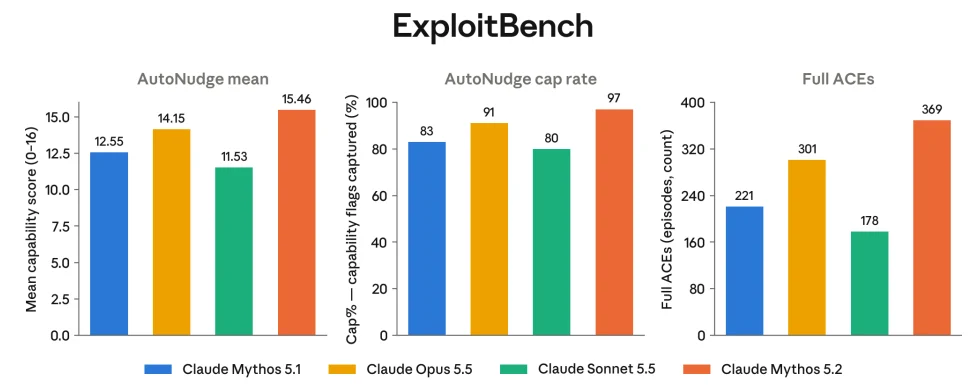 ExploitBench
AutoNudge mean
Mean capability score (0–16)
15.0
12.5
10.0
7.5
5.0
2.5
0.0
12.55
14.15
11.53
15.46
AutoNudge cap rate
Cap% — capability flags captured (%)
100
80
60
40
20
0
83
91
80
97
Full ACEs
Full ACEs (episodes, count)
400
320
240
160
80
0
221
301
178
369
Claude Mythos 5.1
Claude Opus 5.5
Claude Sonnet 5.5
Claude Mythos 5.2